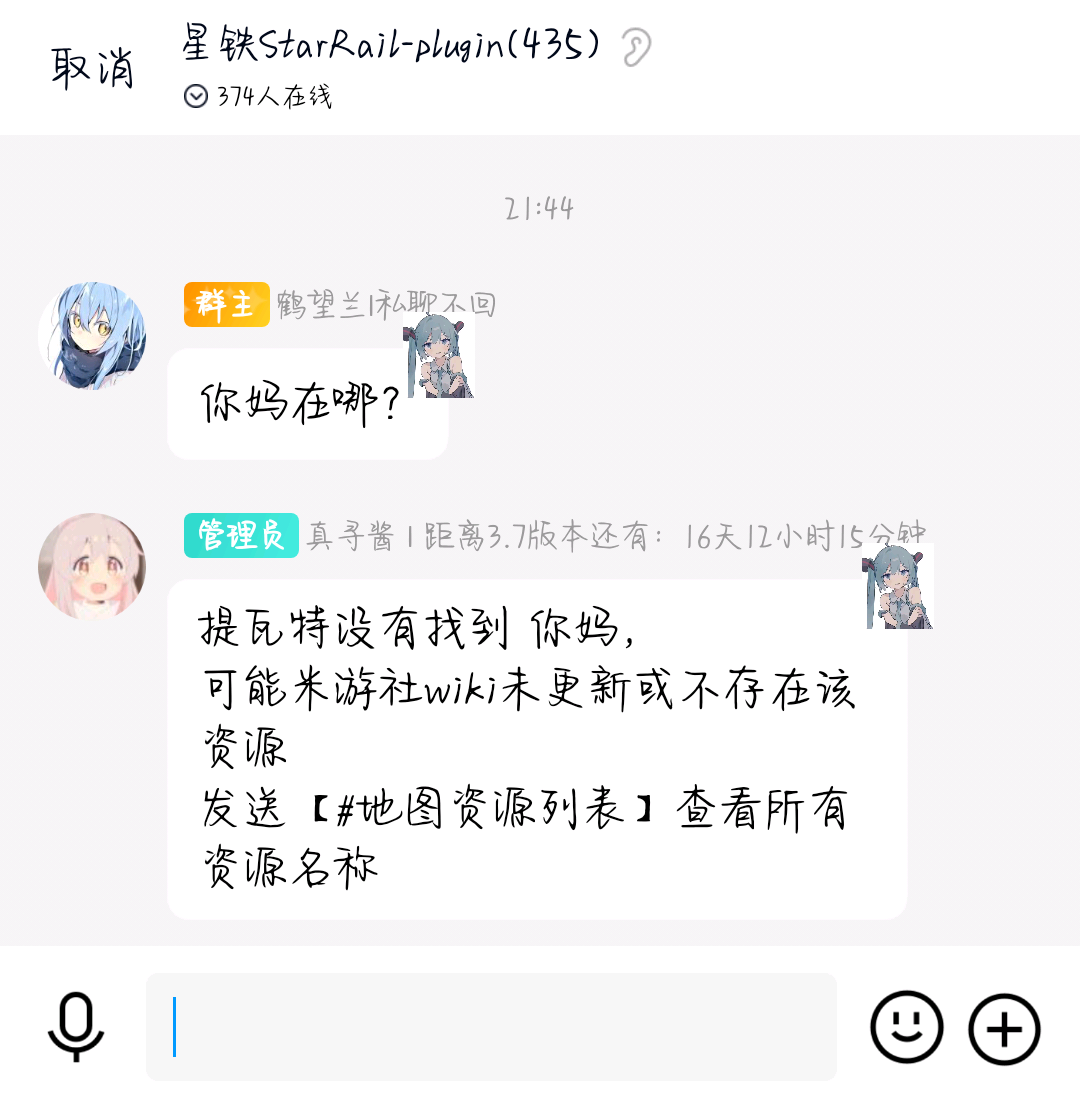 取消
星铁StarRail-plugin(435)
374人在线
21:44
群主 鹤望兰|私聊不回
你妈在哪?
管理员 真寻酱 | 距离3.7版本还有: 16天12小时15分钟
提瓦特没有找到 你妈,
可能米游社wiki未更新或不存在该
资源
发送【#地图资源列表】查看所有
资源名称